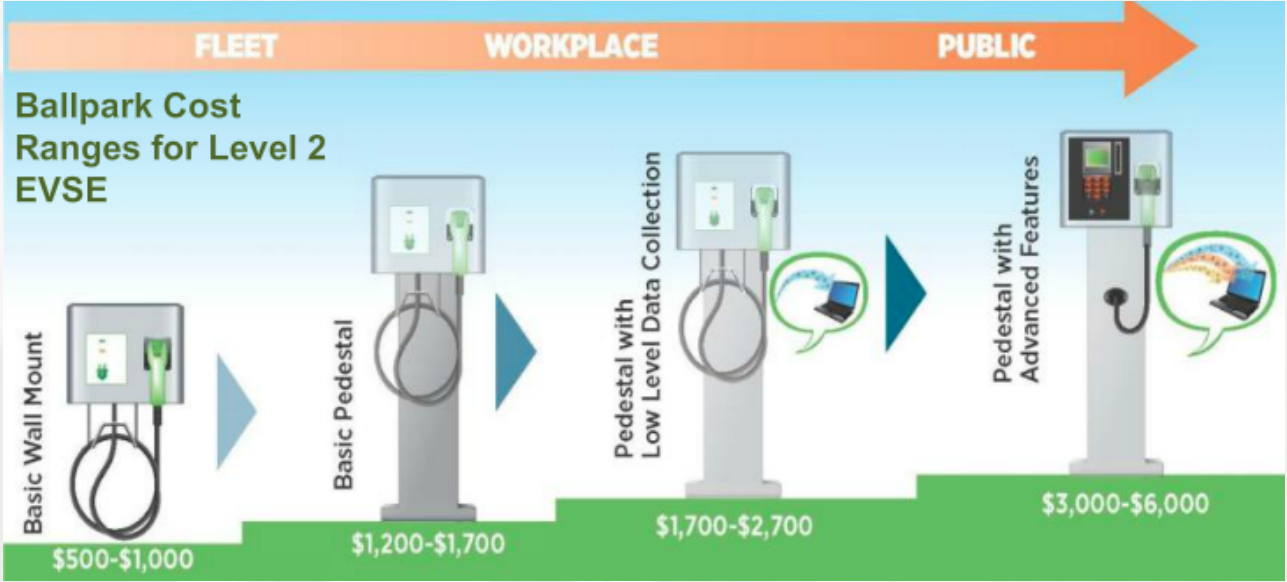 FLEET WORKPLACE PUBLIC
Ballpark Cost
Ranges for Level 2
EVSE
Basic Wall Mount
$500-$1,000
Basic Pedestal
$1,200-$1,700
Pedestal with
Low Level Data Collection
$1,700-$2,700
Pedestal with
Advanced Features
$3,000-$6,000